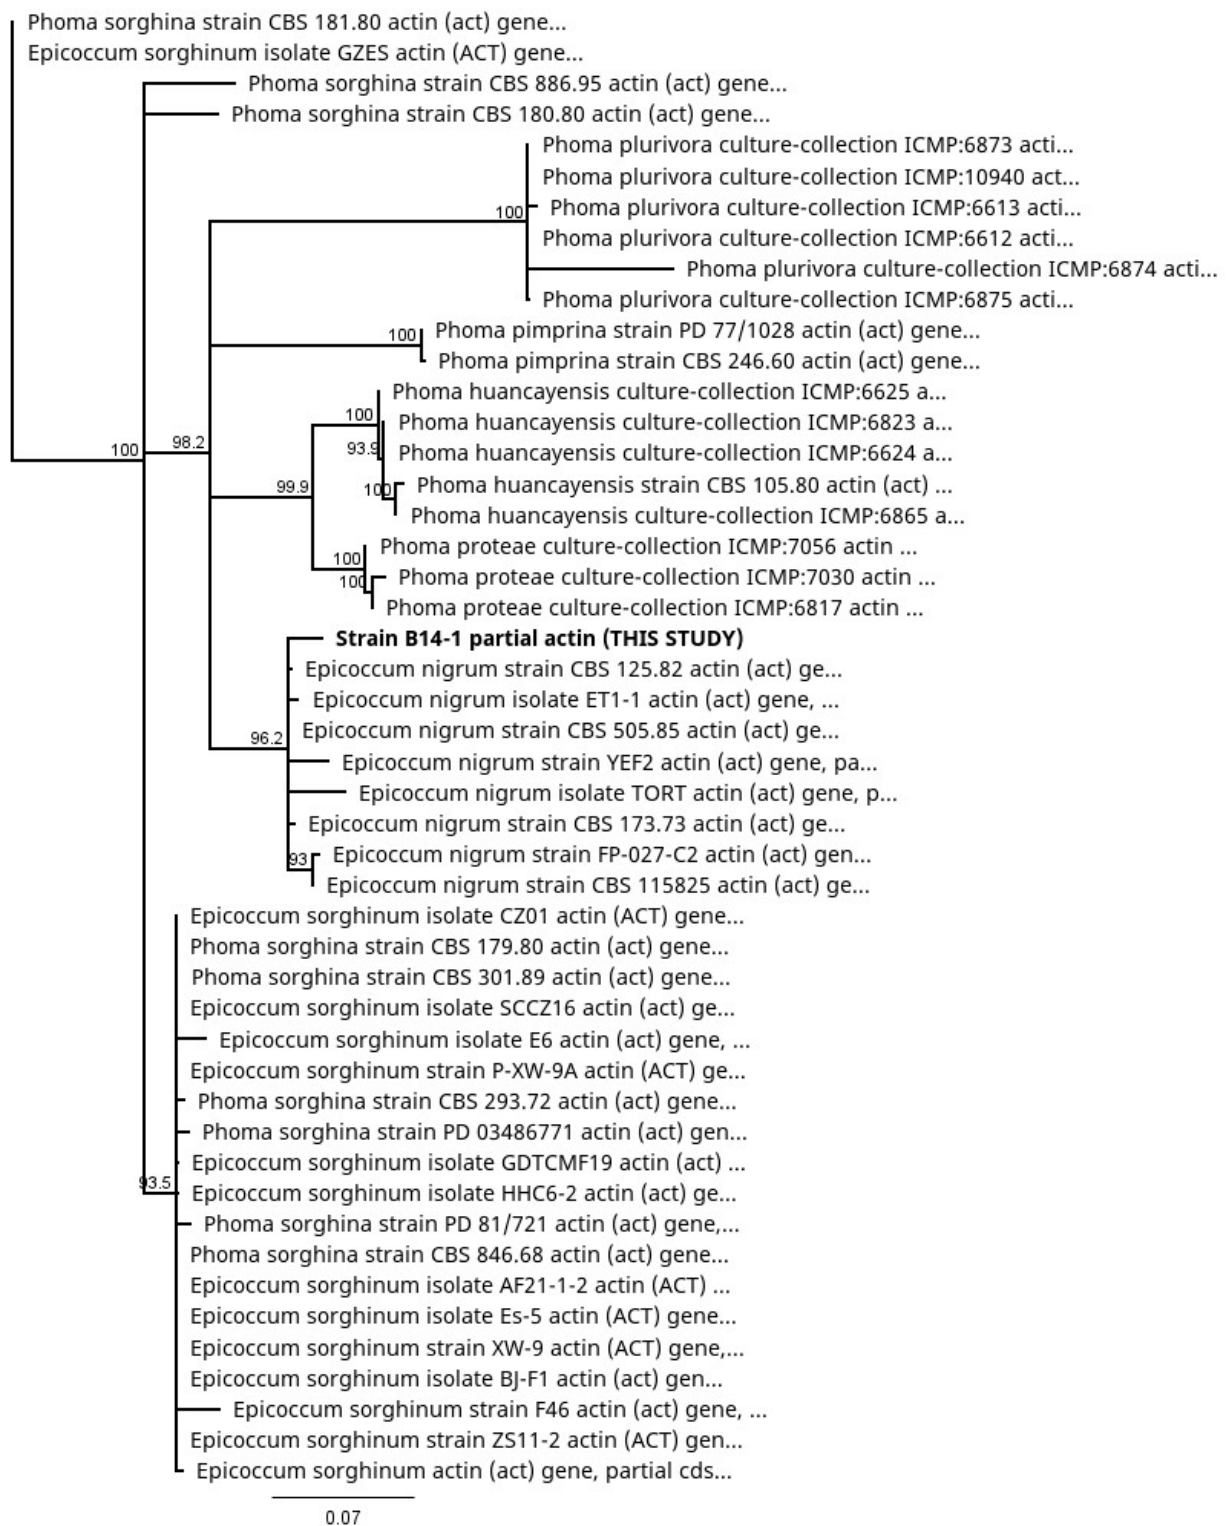 Phoma sorghina strain CBS 181.80 actin (act) gene...
Epicoccum sorghinum isolate GZES actin (ACT) gene...
Phoma sorghina strain CBS 886.95 actin (act) gene...
Phoma sorghina strain CBS 180.80 actin (act) gene...
Phoma plurivora culture-collection ICMP:6873 acti...
Phoma plurivora culture-collection ICMP:10940 act...
100 Phoma plurivora culture-collection ICMP:6613 acti...
Phoma plurivora culture-collection ICMP:6612 acti...
Phoma plurivora culture-collection ICMP:6874 acti...
Phoma plurivora culture-collection ICMP:6875 acti...
100 Phoma pimprina strain PD 77/1028 actin (act) gene...
Phoma pimprina strain CBS 246.60 actin (act) gene...
Phoma huancayensis culture-collection ICMP:6625 a...
100 Phoma huancayensis culture-collection ICMP:6823 a...
100 98.2 93.9 Phoma huancayensis culture-collection ICMP:6624 a...
99.9 100 Phoma huancayensis strain CBS 105.80 actin (act) ...
Phoma huancayensis culture-collection ICMP:6865 a...
100 Phoma proteae culture-collection ICMP:7056 actin ...
100 Phoma proteae culture-collection ICMP:7030 actin ...
Phoma proteae culture-collection ICMP:6817 actin ...
Strain B14-1 partial actin (THIS STUDY)
Epicoccum nigrum strain CBS 125.82 actin (act) ge...
Epicoccum nigrum isolate ET1-1 actin (act) gene, ...
96.2 Epicoccum nigrum strain CBS 505.85 actin (act) ge...
Epicoccum nigrum strain YEF2 actin (act) gene, pa...
Epicoccum nigrum isolate TORT actin (act) gene, p...
Epicoccum nigrum strain CBS 173.73 actin (act) ge...
93 Epicoccum nigrum strain FP-027-C2 actin (act) gen...
Epicoccum nigrum strain CBS 115825 actin (act) ge...
Epicoccum sorghinum isolate CZ01 actin (ACT) gene...
Phoma sorghina strain CBS 179.80 actin (act) gene...
Phoma sorghina strain CBS 301.89 actin (act) gene...
Epicoccum sorghinum isolate SCCZ16 actin (act) ge...
Epicoccum sorghinum isolate E6 actin (act) gene, ...
Epicoccum sorghinum strain P-XW-9A actin (ACT) ge...
Phoma sorghina strain CBS 293.72 actin (act) gene...
Phoma sorghina strain PD 03486771 actin (act) gen...
Epicoccum sorghinum isolate GDTCMF19 actin (act) ...
93.5 Epicoccum sorghinum isolate HHC6-2 actin (act) ge...
Phoma sorghina strain PD 81/721 actin (act) gene,...
Phoma sorghina strain CBS 846.68 actin (act) gene...
Epicoccum sorghinum isolate AF21-1-2 actin (ACT) ...
Epicoccum sorghinum isolate Es-5 actin (ACT) gene...
Epicoccum sorghinum strain XW-9 actin (ACT) gene,...
Epicoccum sorghinum isolate BJ-F1 actin (act) gen...
Epicoccum sorghinum strain F46 actin (act) gene, ...
Epicoccum sorghinum strain ZS11-2 actin (ACT) gen...
Epicoccum sorghinum actin (act) gene, partial cds...
0.07